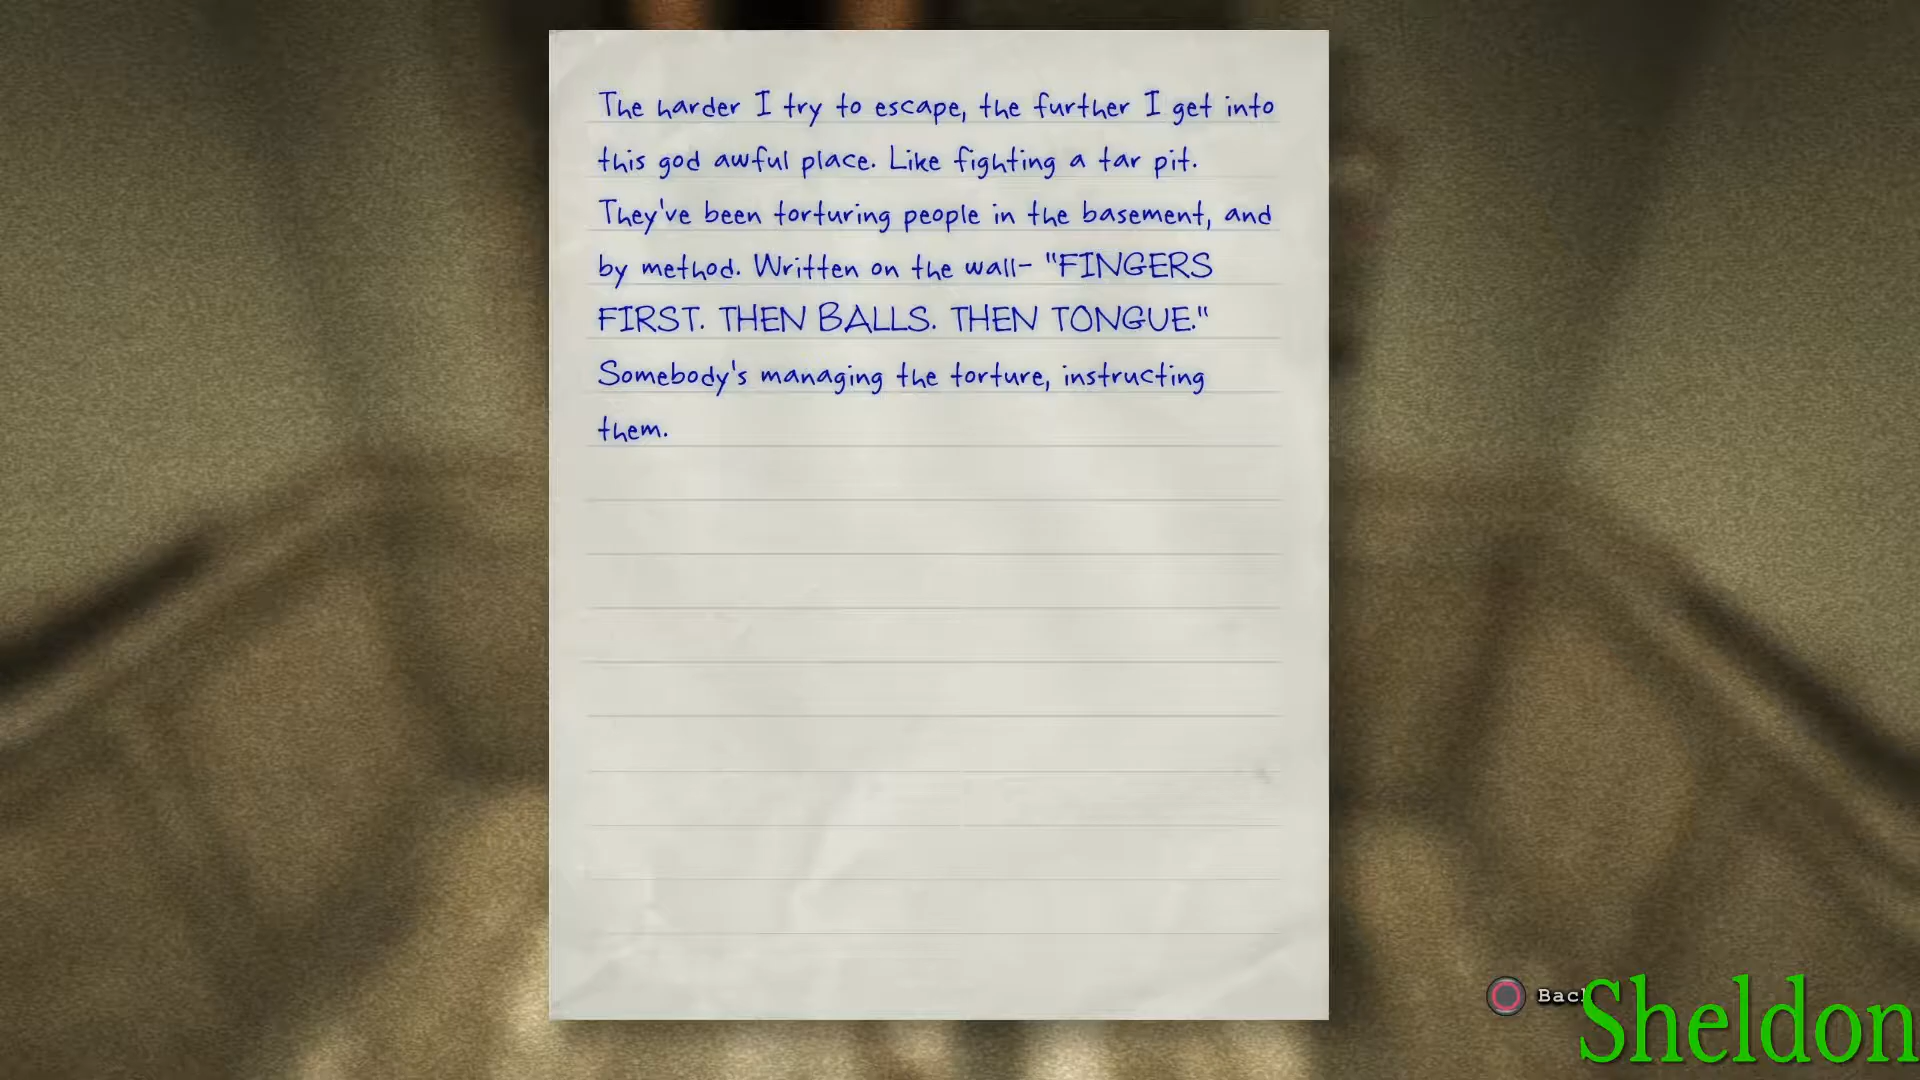 The harder I try to escape, the further I get into
this god awful place. Like fighting a tar pit.
They've been torturing people in the basement, and
by method. Written on the wall- "FINGERS
FIRST. THEN BALLS. THEN TONGUE."
Somebody's managing the torture, instructing
them.
Back
Sheldon